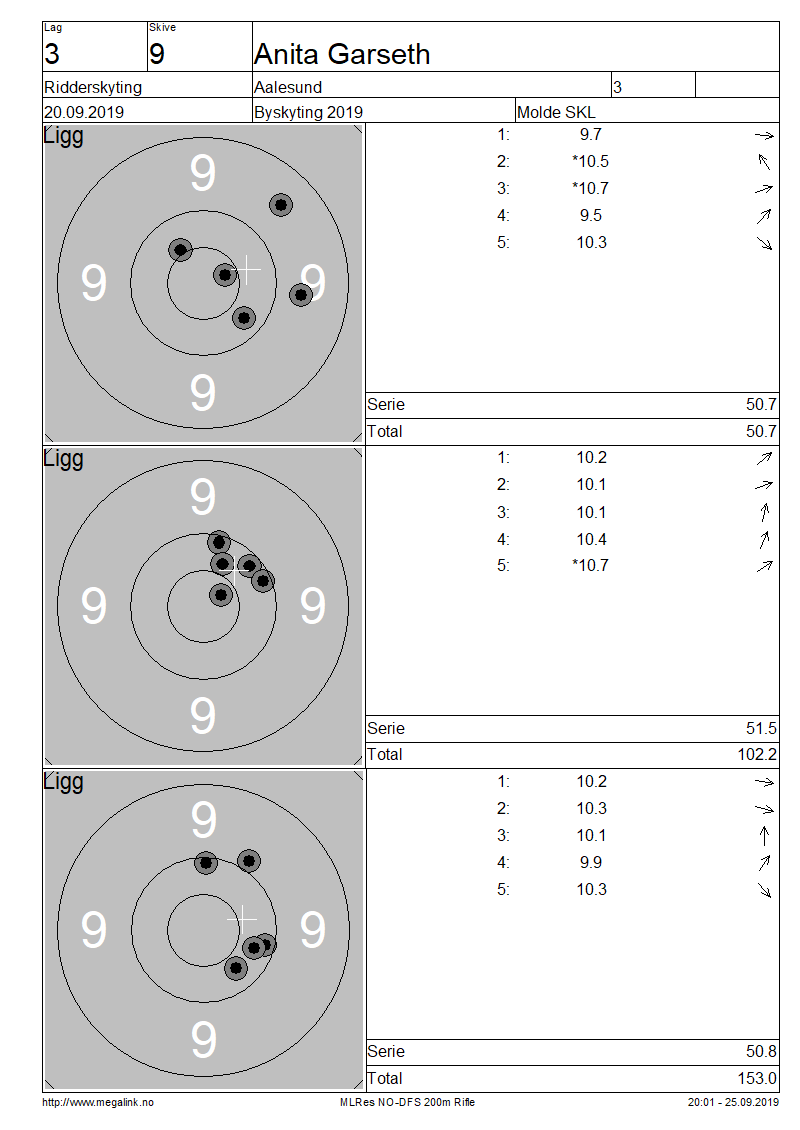 Lag Skive
3 9 Anita Garseth
Ridderskyting Aalesund 3
20.09.2019 Byskyting 2019 Molde SKL
Ligg
9
9 9
9
1: 9.7
2: *10.5
3: *10.7
4: 9.5
5: 10.3
Serie 50.7
Total 50.7
Ligg
9
9 9
9
1: 10.2
2: 10.1
3: 10.1
4: 10.4
5: *10.7
Serie 51.5
Total 102.2
Ligg
9
9 9
9
1: 10.2
2: 10.3
3: 10.1
4: 9.9
5: 10.3
Serie 50.8
Total 153.0
http://www.megalink.no MLRes NO-DFS 200m Rifle 20:01 - 25.09.2019